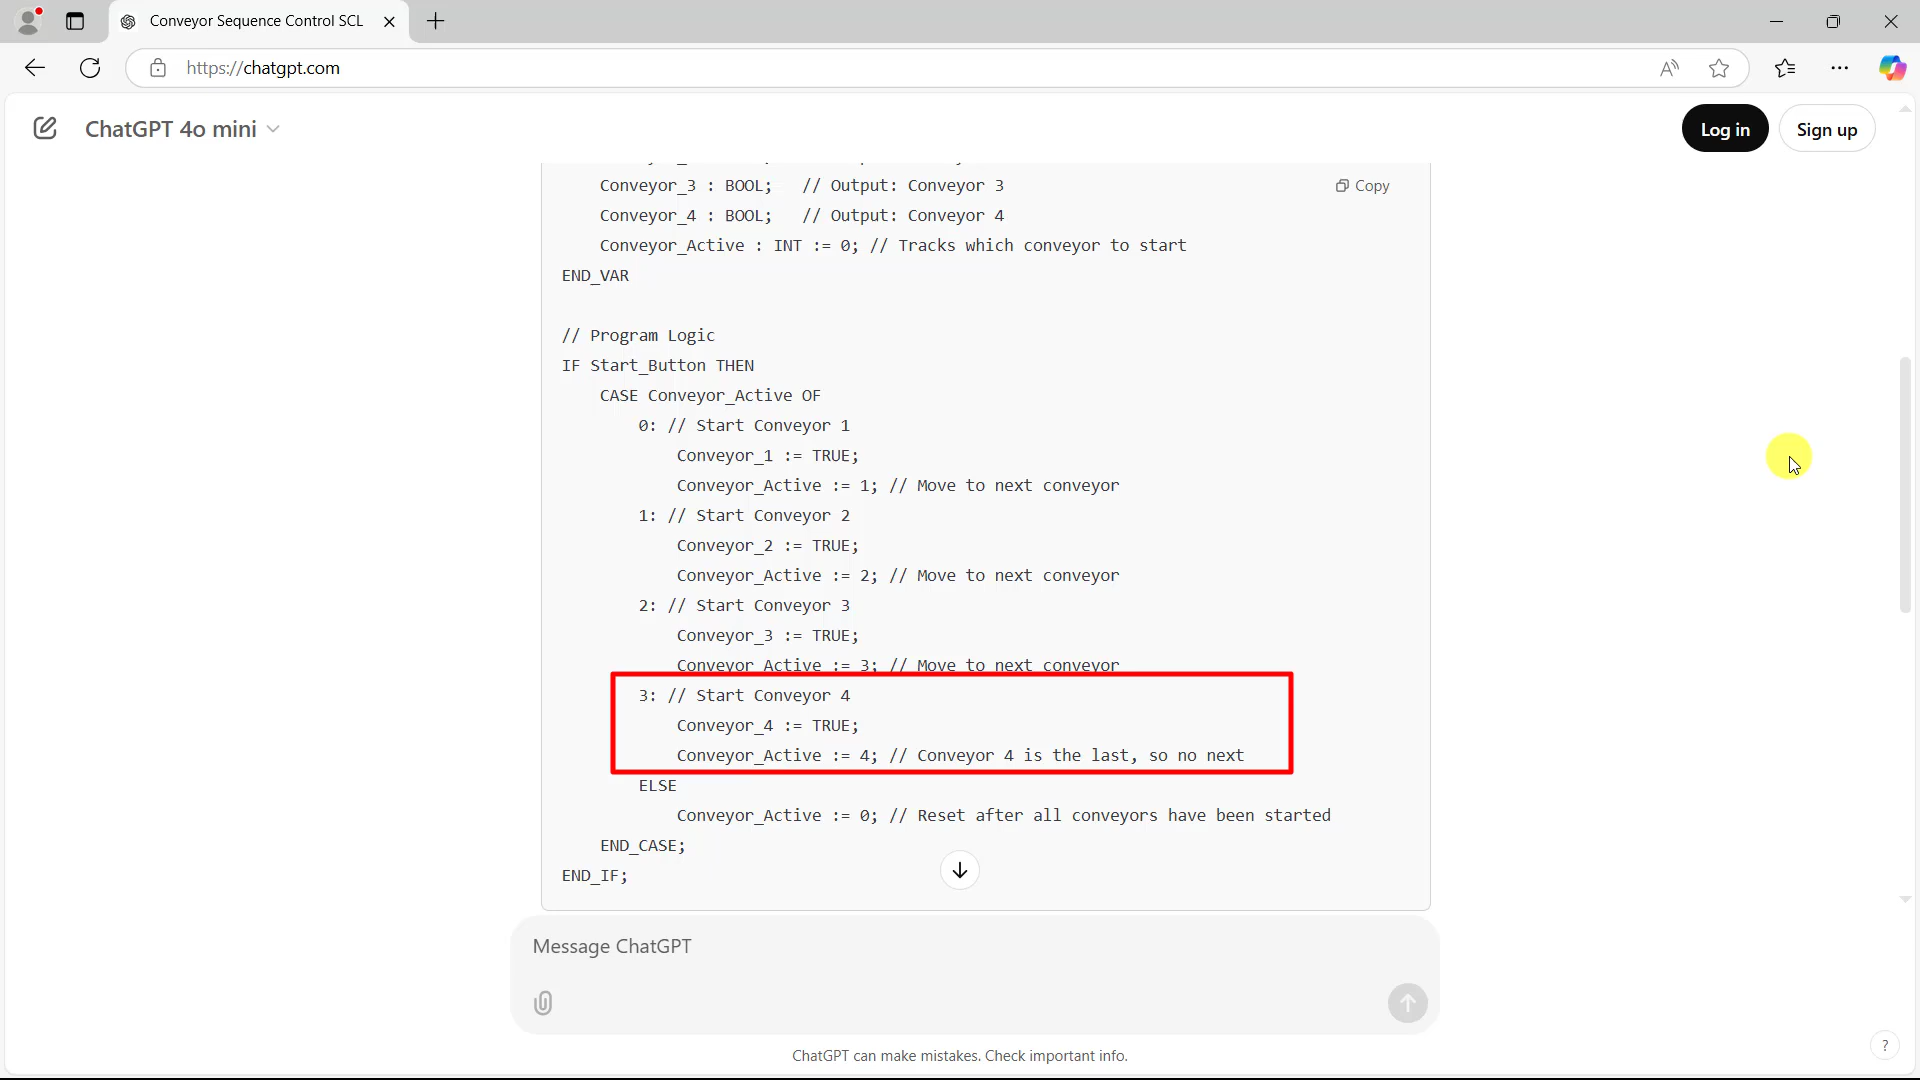 Conveyor Sequence Control SCL
https://chatgpt.com
ChatGPT 4o mini
Log in
Sign up
Copy
Conveyor_3 : BOOL;   // Output: Conveyor 3
Conveyor_4 : BOOL;   // Output: Conveyor 4
Conveyor_Active : INT := 0; // Tracks which conveyor to start
END_VAR
// Program Logic
IF Start_Button THEN
CASE Conveyor_Active OF
0: // Start Conveyor 1
Conveyor_1 := TRUE;
Conveyor_Active := 1; // Move to next conveyor
1: // Start Conveyor 2
Conveyor_2 := TRUE;
Conveyor_Active := 2; // Move to next conveyor
2: // Start Conveyor 3
Conveyor_3 := TRUE;
Conveyor_Active := 3; // Move to next conveyor
3: // Start Conveyor 4
Conveyor_4 := TRUE;
Conveyor_Active := 4; // Conveyor 4 is the last, so no next
ELSE
Conveyor_Active := 0; // Reset after all conveyors have been started
END_CASE;
END_IF;
Message ChatGPT
ChatGPT can make mistakes. Check important info.
?